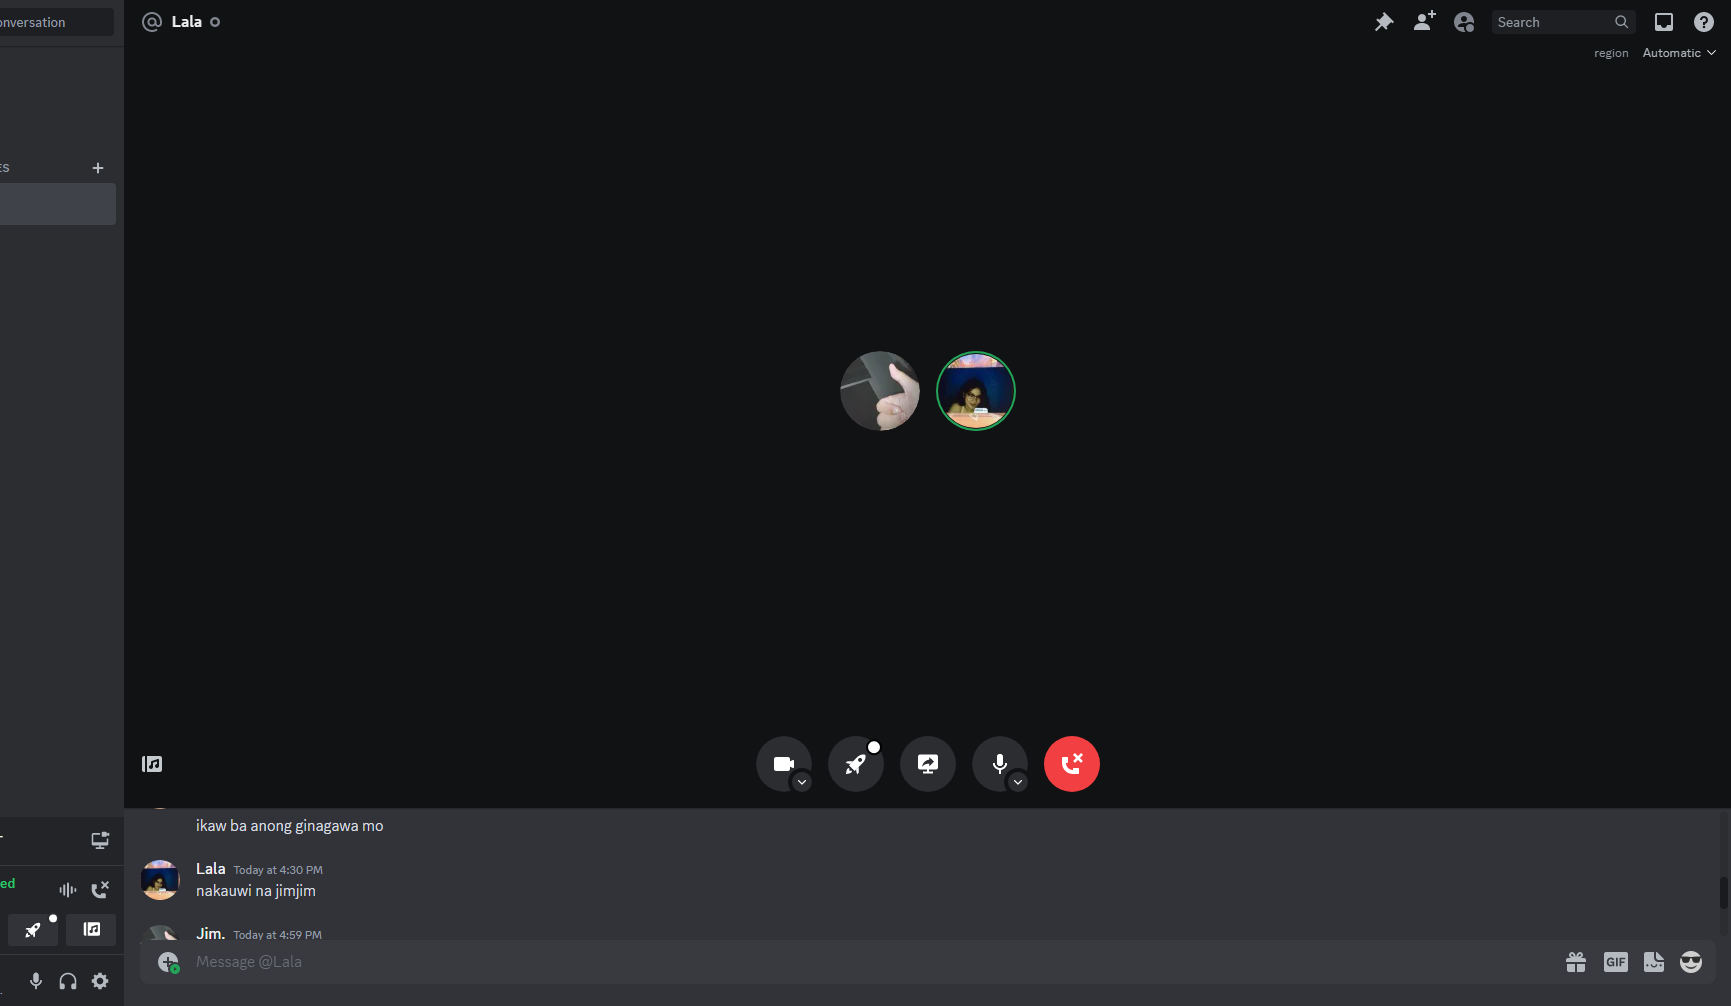 onversation
Lala
Search
region Automatic
ES
ikaw ba anong ginagawa mo
Lala Today at 4:30 PM
nakauwi na jimjim
Jim. Today at 4:59 PM
ed
Message @Lala
GIF